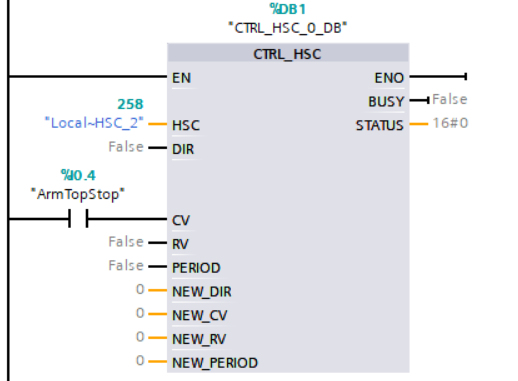 %DB1
"CTRL_HSC_0_DB"
CTRL_HSC
EN ENO
BUSY False
258
"Local~HSC_2" HSC STATUS 16#0
False DIR
%I0.4
"ArmTopStop"
CV
False RV
False PERIOD
0 NEW_DIR
0 NEW_CV
0 NEW_RV
0 NEW_PERIOD